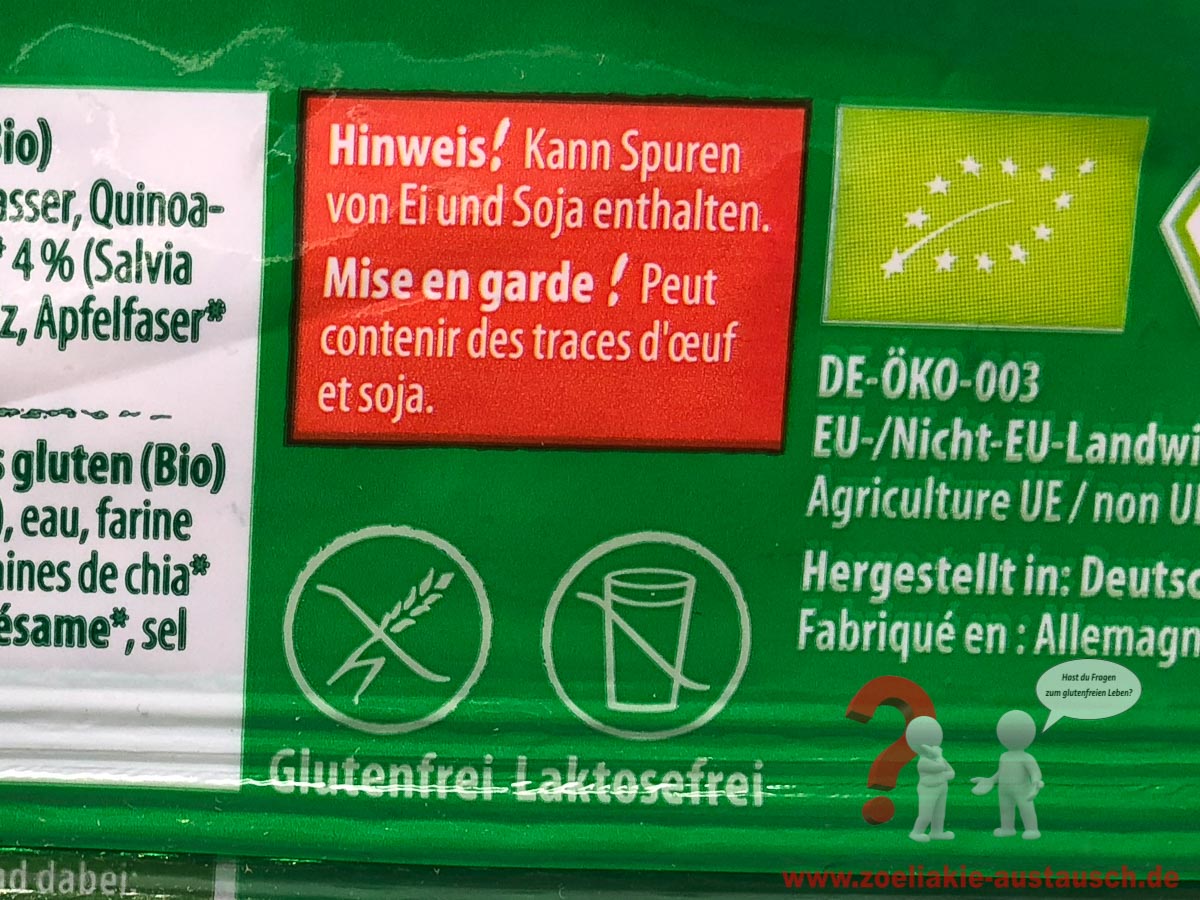 io)
asser, Quinoa-
* 4 % (Salvia
z, Apfelfaser*
s gluten (Bio)
), eau, farine
aines de chia*
ésame*, sel
Hinweis! Kann Spuren
von Ei und Soja enthalten.
Mise en garde ! Peut
contenir des traces d'œuf
et soja.
DE-ÖKO-003
EU-/Nicht-EU-Landwi
Agriculture UE / non U
Hergestellt in: Deutsc
Fabriqué en : Allemagn
Glutenfrei Laktosefrei
Hast du Fragen
zum glutenfreien Leben?
nd dabei:
www.zoeliakie-austausch.de